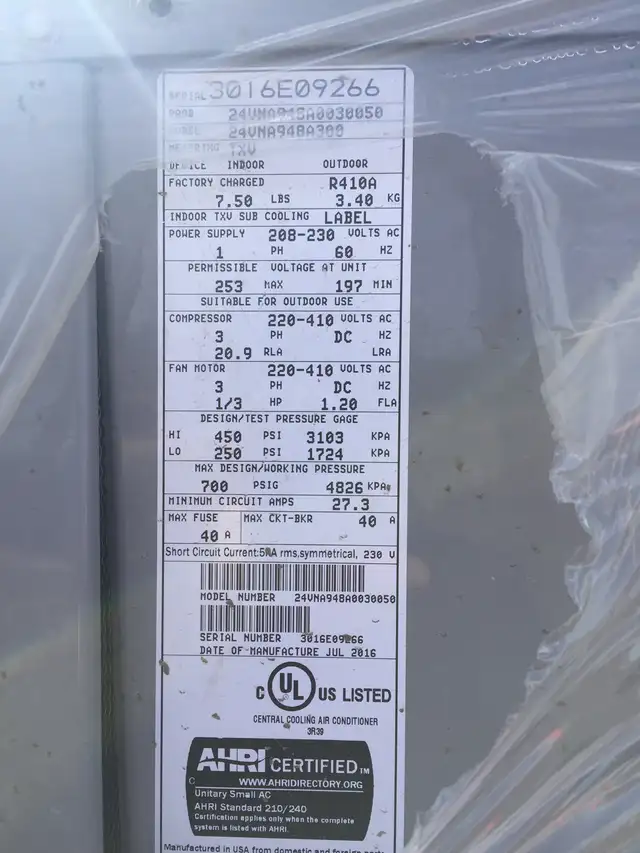 SERIAL 3016E09266
PROD 24VNA948A0030050
MODEL 24VNA948A300
METERING TXV
DEVICE INDOOR OUTDOOR
FACTORY CHARGED R410A
7.50 LBS 3.40 KG
INDOOR TXV SUB COOLING LABEL
POWER SUPPLY 208-230 VOLTS AC
1 PH 60 HZ
PERMISSIBLE VOLTAGE AT UNIT
253 MAX 197 MIN
SUITABLE FOR OUTDOOR USE
COMPRESSOR 220-410 VOLTS AC
3 PH DC HZ
20.9 RLA LRA
FAN MOTOR 220-410 VOLTS AC
3 PH DC HZ
1/3 HP 1.20 FLA
DESIGN/TEST PRESSURE GAGE
HI 450 PSI 3103 KPA
LO 250 PSI 1724 KPA
MAX DESIGN/WORKING PRESSURE
700 PSIG 4826 KPA
MINIMUM CIRCUIT AMPS 27.3
MAX FUSE MAX CKT-BKR 40 A
40 A
Short Circuit Current:5KA rms,symmetrical, 230 V
MODEL NUMBER 24VNA948A0030050
SERIAL NUMBER 3016E09266
DATE OF MANUFACTURE JUL 2016
C UL US LISTED
CENTRAL COOLING AIR CONDITIONER
3R39
AHRI CERTIFIED TM
C WWW.AHRIDIRECTORY.ORG
Unitary Small AC
AHRI Standard 210/240
Certification applies only when the complete
system is listed with AHRI.
Manufactured in USA from domestic and foreign parts